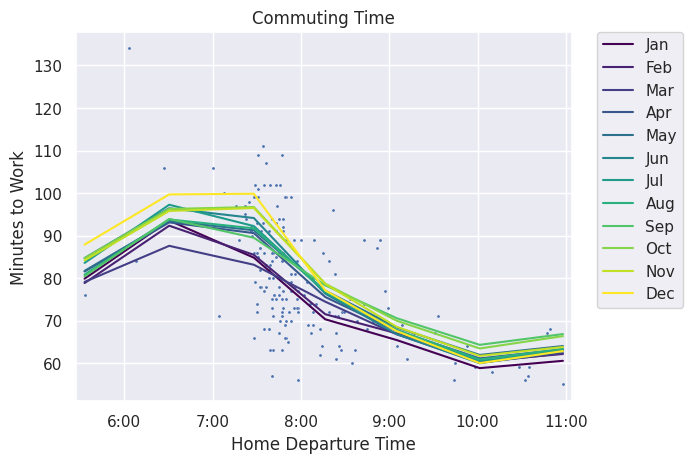 Commuting Time
Minutes to Work
130
120
110
100
90
80
70
60
6:00 7:00 8:00 9:00 10:00 11:00
Home Departure Time
Jan
Feb
Mar
Apr
May
Jun
Jul
Aug
Sep
Oct
Nov
Dec